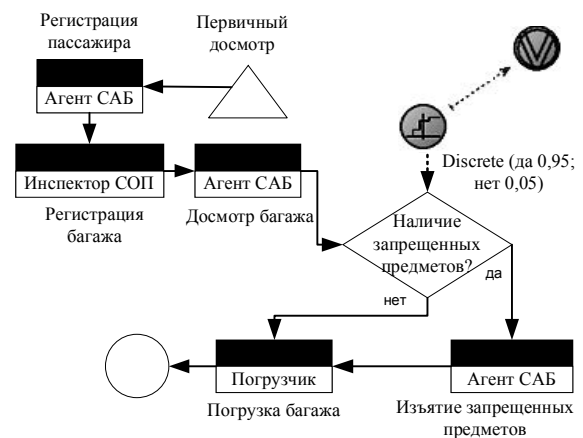 Регистрация
пассажира
Первичный
досмотр
Агент САБ
Инспектор СОП
Агент САБ
Регистрация
багажа
Досмотр багажа
Discrete (да 0,95;
нет 0,05)
Наличие
запрещенных
предметов?
нет
да
Погрузчик
Агент САБ
Погрузка багажа
Изъятие запрещенных
предметов